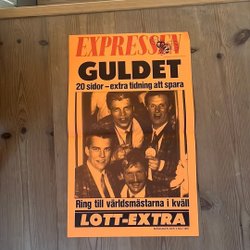 EXPRESSEN
GULDET
20 sidor – extra tidning att spara
Ring till världsmästarna i kväll
LOTT-EXTRA